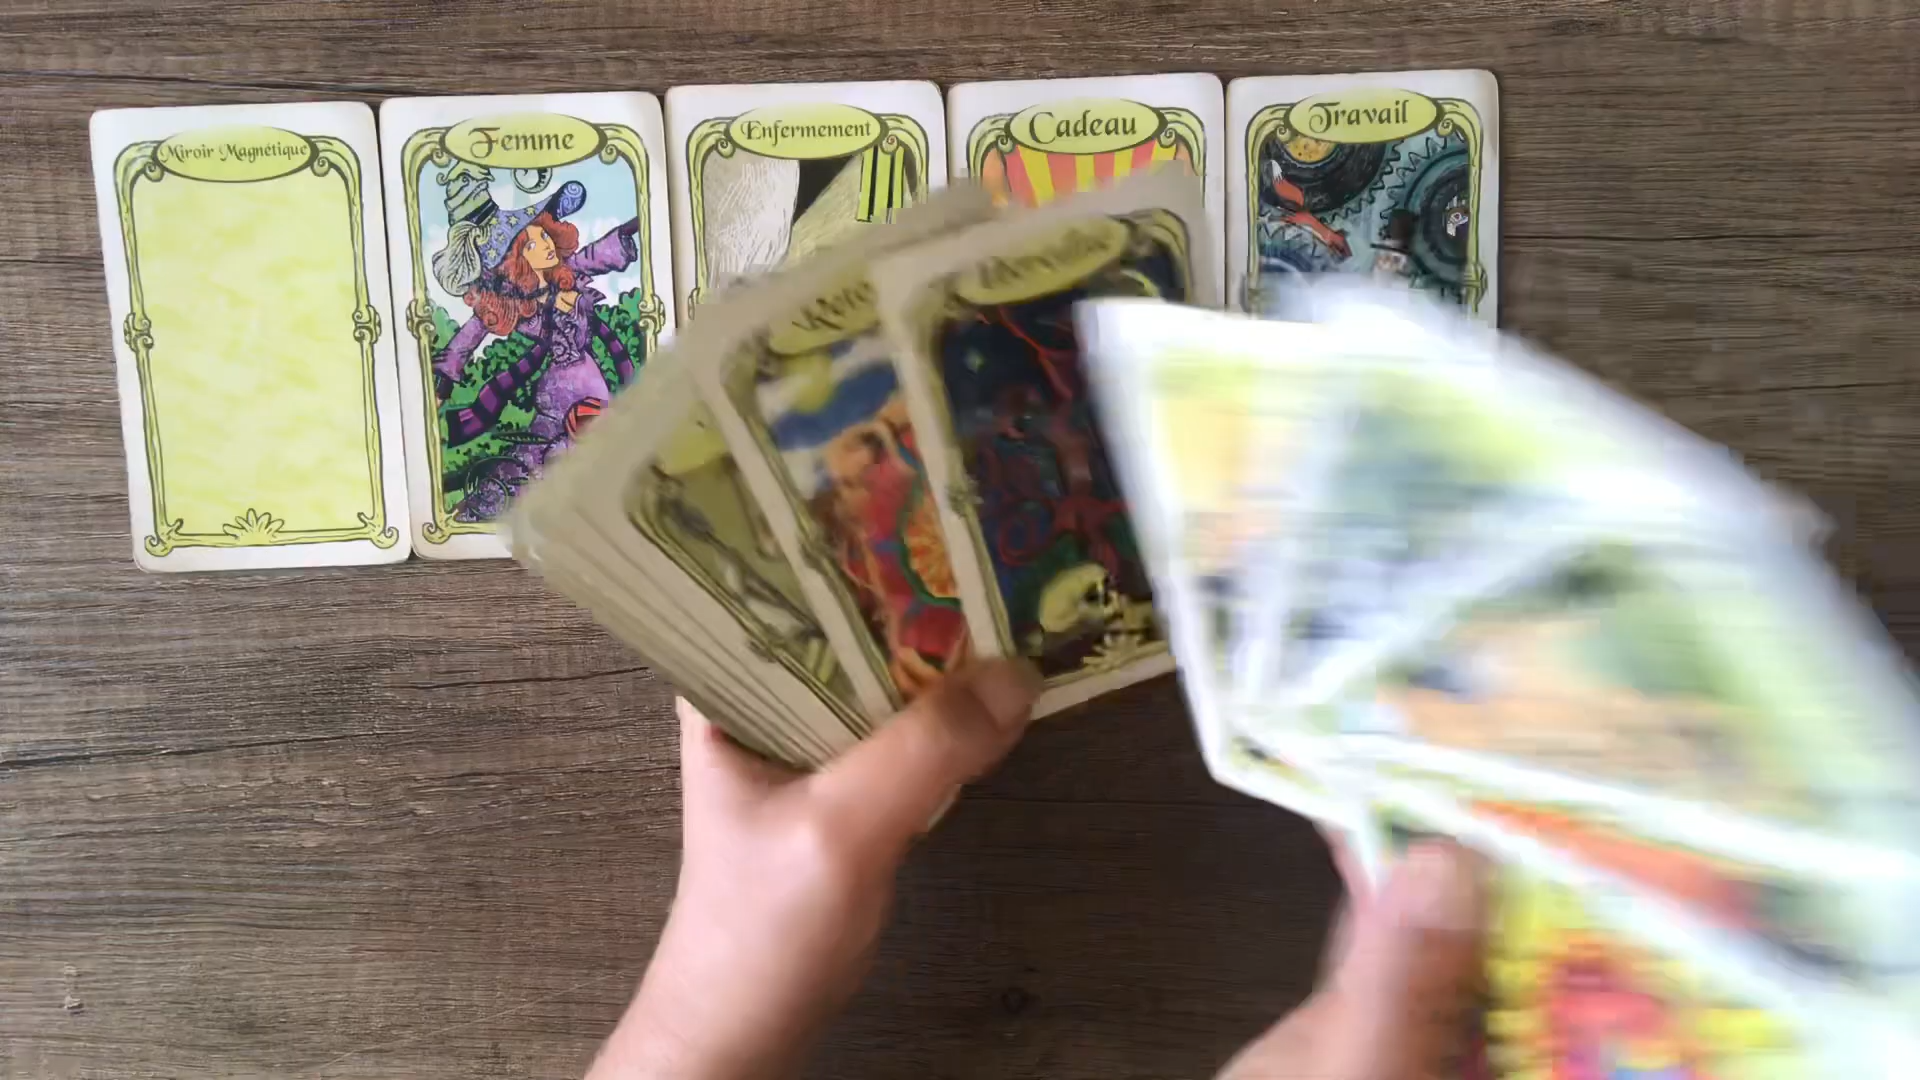 Miroir Magnétique
Femme
Enfermement
Cadeau
Travail